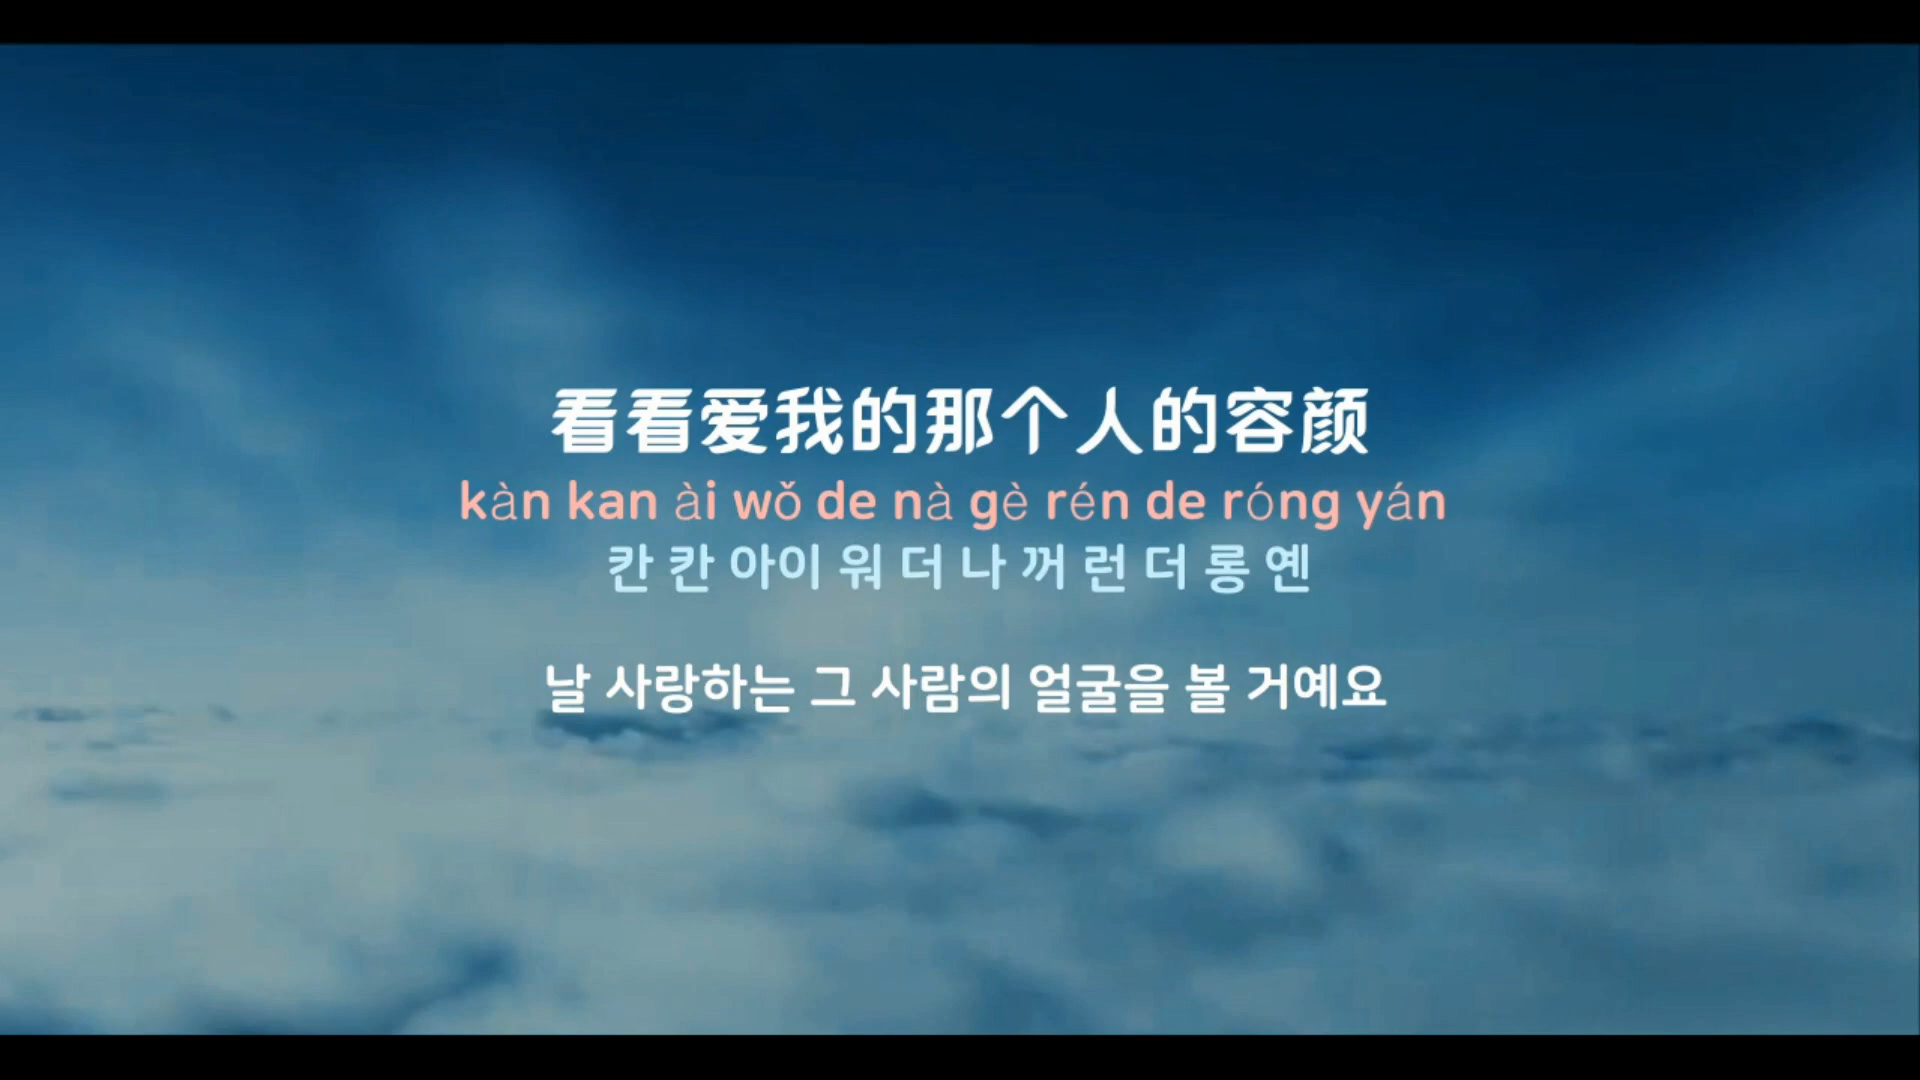 看看爱我的那个人的容颜
kàn kan ài wǒ de nà gè rén de róng yán
칸 칸 아이 워 더 나 꺼 런 더 롱 옌
날 사랑하는 그 사람의 얼굴을 볼 거예요